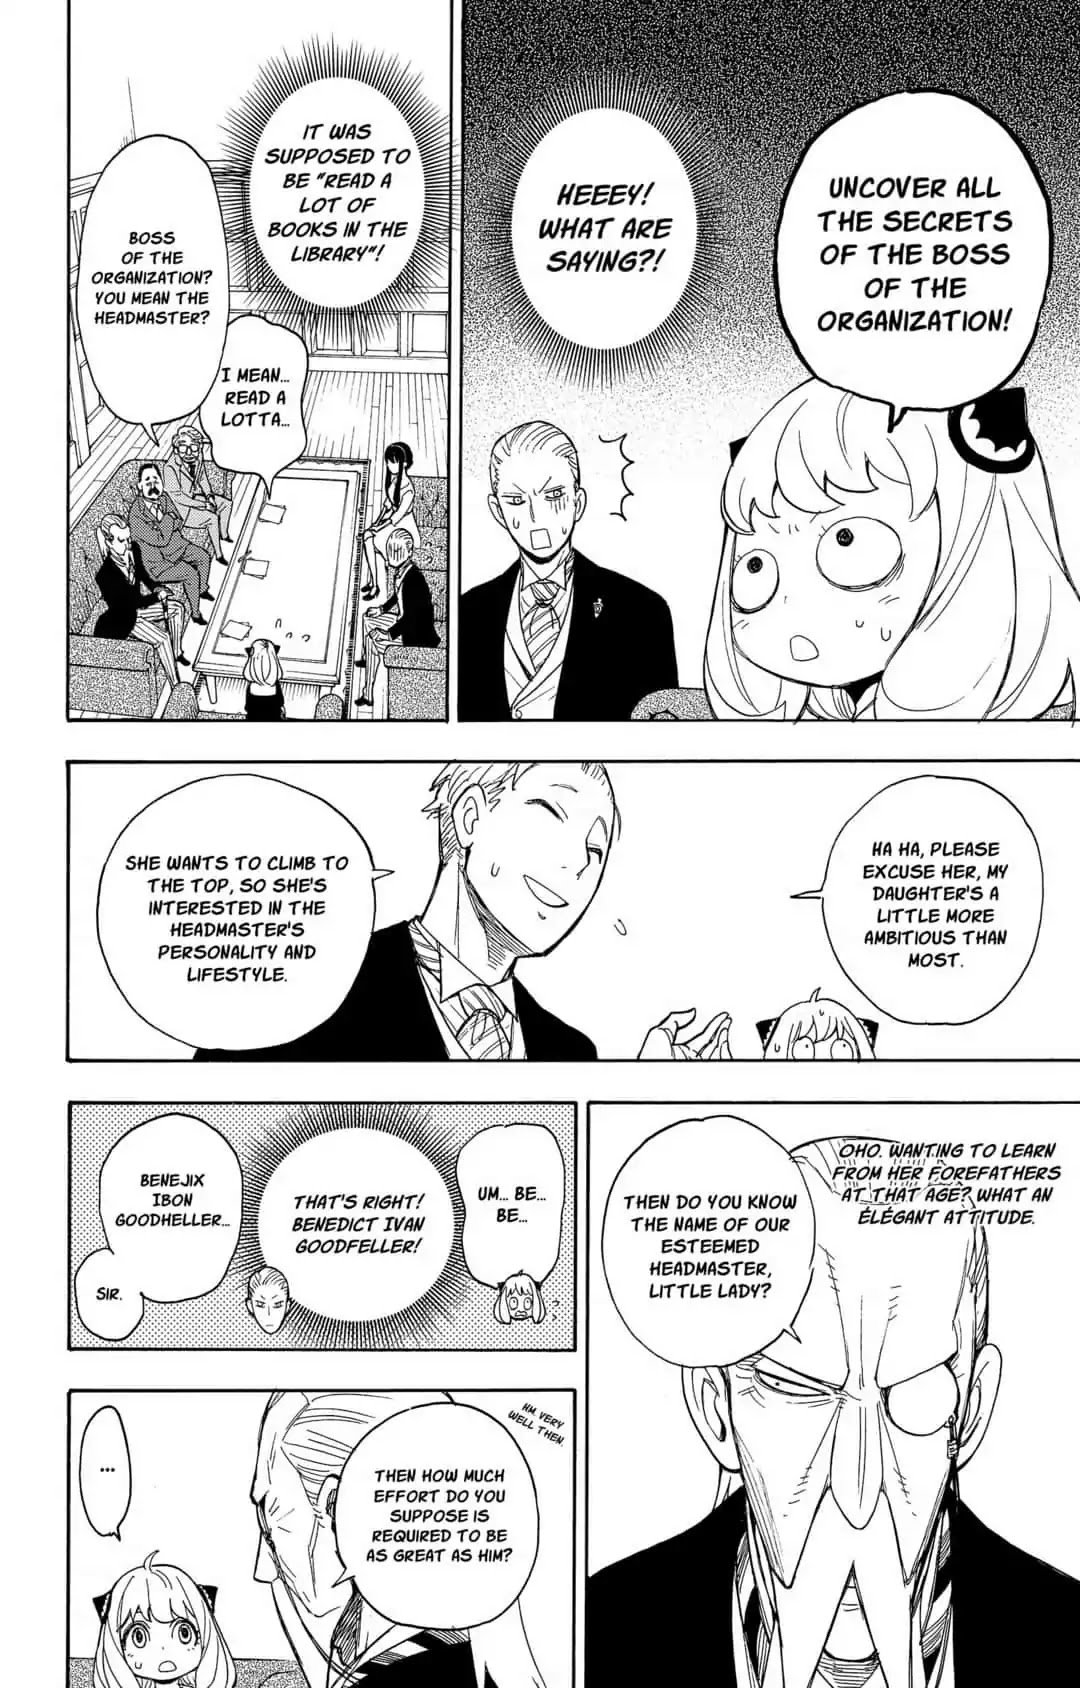 UNCOVER ALL
THE SECRETS
OF THE BOSS
OF THE
ORGANIZATION!
HEEEY!
WHAT ARE
SAYING?!
IT WAS
SUPPOSED TO
BE "READ A
LOT OF
BOOKS IN THE
LIBRARY"!
BOSS
OF THE
ORGANIZATION?
YOU MEAN THE
HEADMASTER?
I MEAN...
READ A
LOTTA...
HA HA, PLEASE
EXCUSE HER, MY
DAUGHTER'S A
LITTLE MORE
AMBITIOUS THAN
MOST.
SHE WANTS TO CLIMB TO
THE TOP, SO SHE'S
INTERESTED IN THE
HEADMASTER'S
PERSONALITY AND
LIFESTYLE.
OHO. WANTING TO LEARN
FROM HER FOREFATHERS
AT THAT AGE? WHAT AN
ELEGANT ATTITUDE.
THEN DO YOU KNOW
THE NAME OF OUR
ESTEEMED
HEADMASTER,
LITTLE LADY?
UM... BE...
BE...
THAT'S RIGHT!
BENEDICT IVAN
GOODFELLER!
BENEJIX
IBON
GOODHELLER...
SIR.
HM, VERY
WELL THEN.
THEN HOW MUCH
EFFORT DO YOU
SUPPOSE IS
REQUIRED TO BE
AS GREAT AS HIM?
...